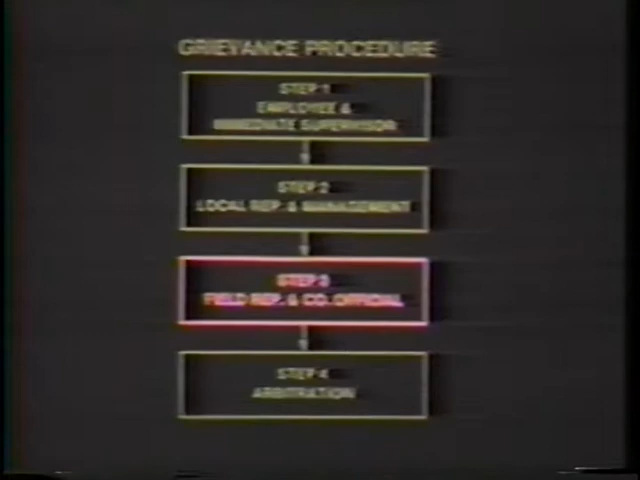 GRIEVANCE PROCEDURE
STEP 1
EMPLOYEE &
IMMEDIATE SUPERVISOR
STEP 2
LOCAL REP. & MANAGEMENT
STEP 3
FIELD REP. & CO. OFFICIAL
STEP 4
ARBITRATION